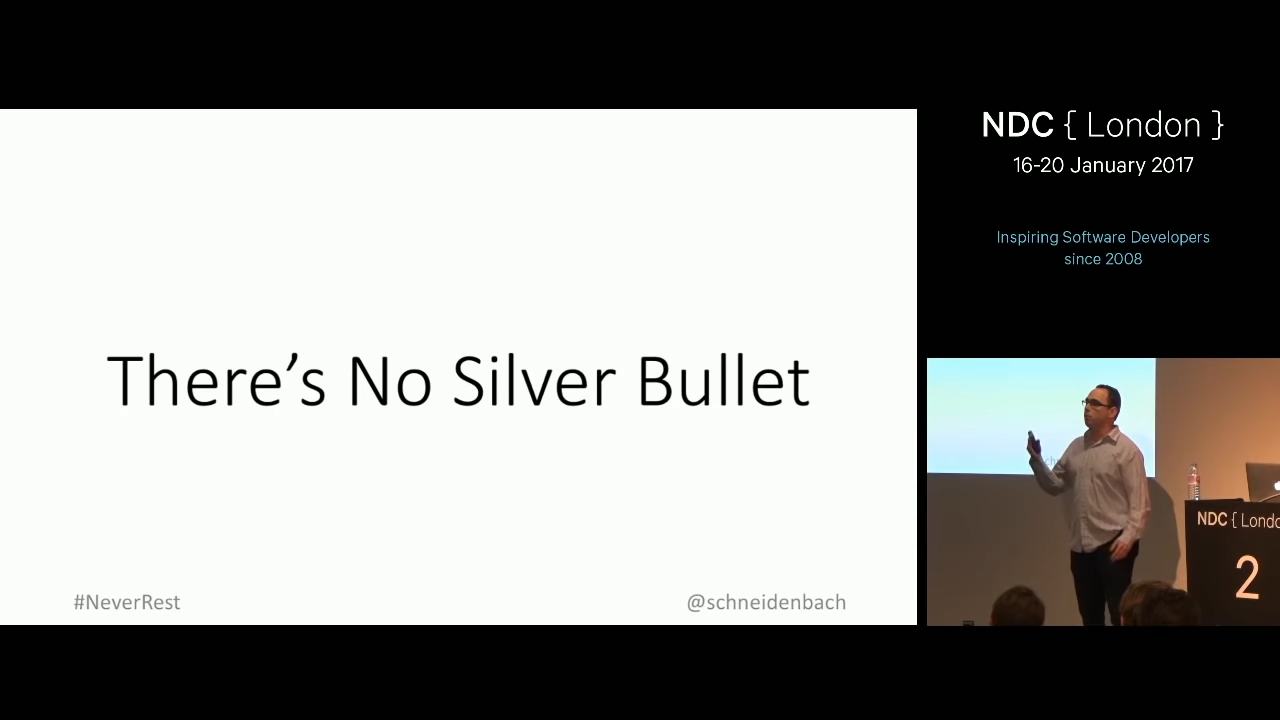 There's No Silver Bullet
#NeverRest
@schneidenbach
NDC { London }
16-20 January 2017
Inspiring Software Developers
since 2008
NDC { Londo
2